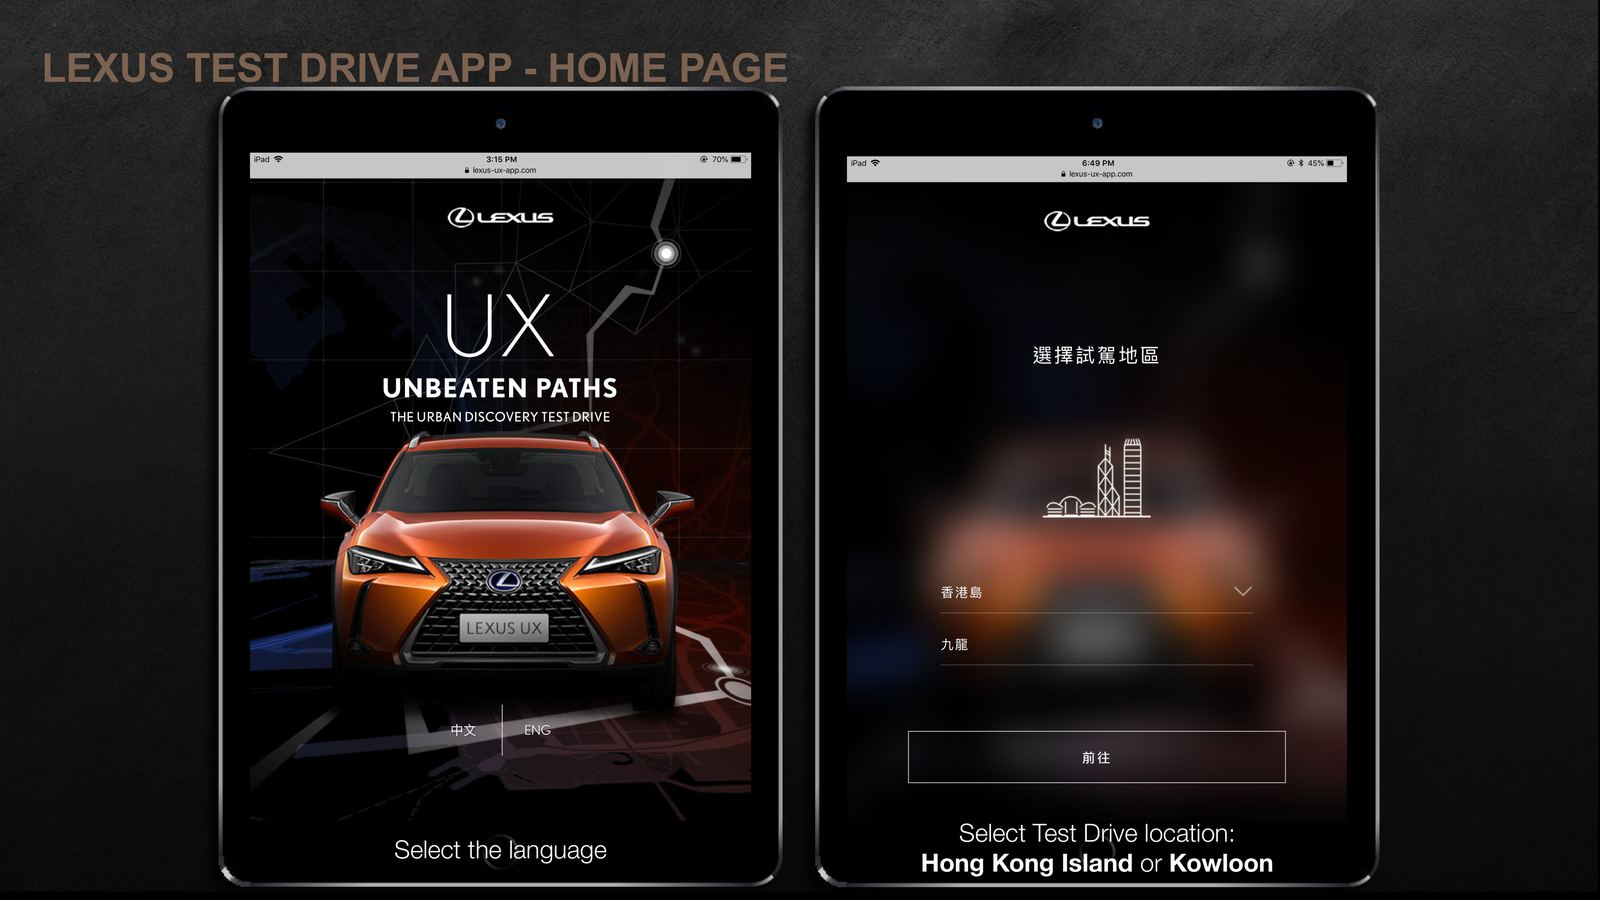 LEXUS TEST DRIVE APP - HOME PAGE
iPad 3:15 PM 70%
lexus-ux-app.com
LEXUS
UX
UNBEATEN PATHS
THE URBAN DISCOVERY TEST DRIVE
LEXUS UX
中文 ENG
Select the language
iPad 6:49 PM 45%
lexus-ux-app.com
LEXUS
選擇試駕地區
香港島
九龍
前往
Select Test Drive location:
Hong Kong Island or Kowloon